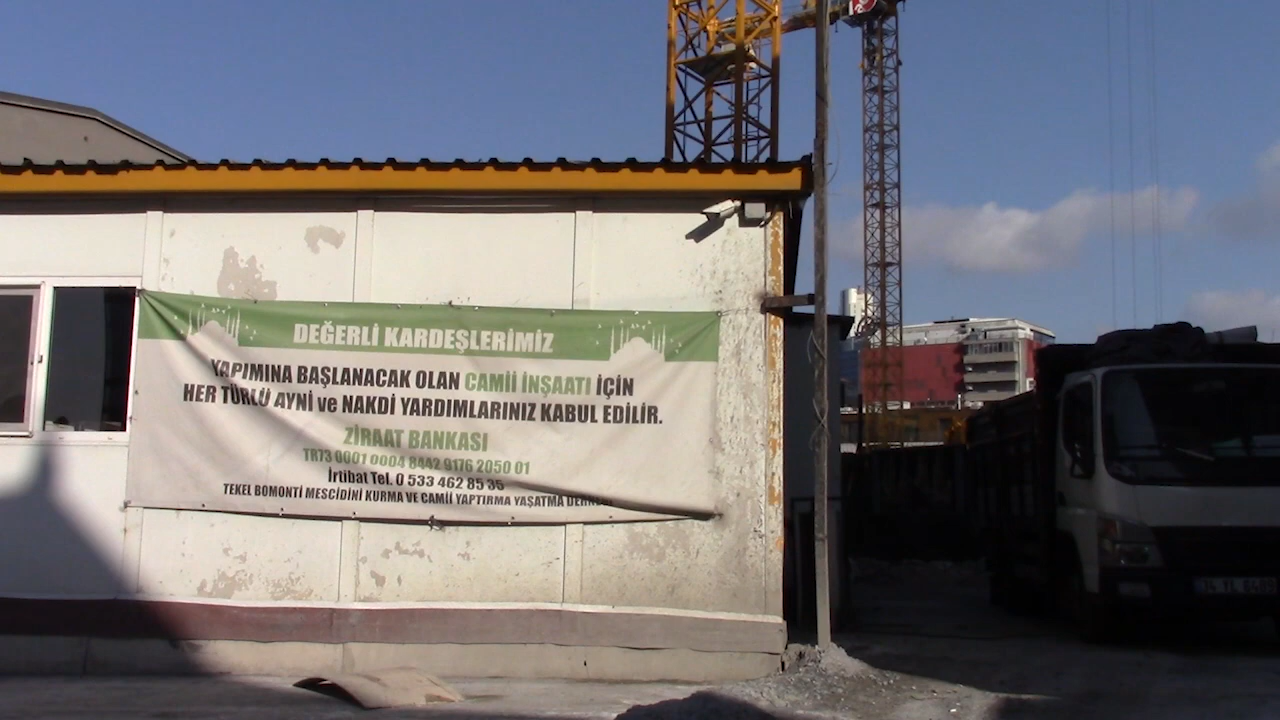 DEĞERLİ KARDEŞLERİMİZ
YAPIMINA BAŞLANACAK OLAN CAMİİ İNŞAATI İÇİN
HER TÜRLÜ AYNİ ve NAKDİ YARDIMLARINIZ KABUL EDİLİR.
ZİRAAT BANKASI
TR73 0001 0004 8442 9176 2050 01
İrtibat Tel. 0 533 462 85 35
TEKEL BOMONTİ MESCİDİNİ KURMA VE CAMİİ YAPTIRMA YAŞATMA